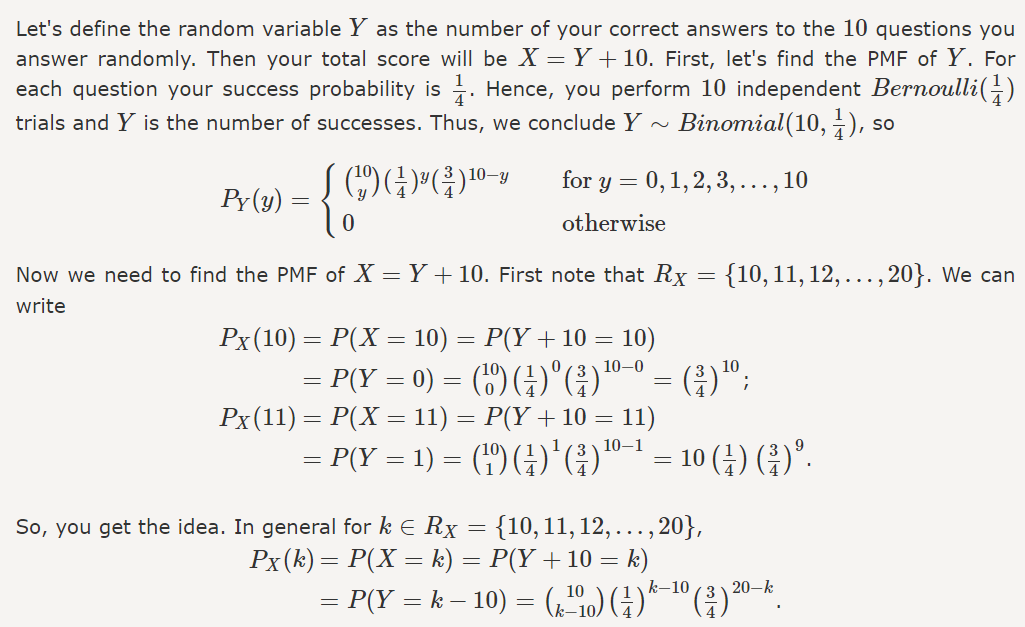 Let's define the random variable Y as the number of your correct answers to the 10 questions you
answer randomly. Then your total score will be X = Y + 10. First, let's find the PMF of Y. For
each question your success probability is 1/4. Hence, you perform 10 independent Bernoulli(1/4)
trials and Y is the number of successes. Thus, we conclude Y ∼ Binomial(10, 1/4), so
P_Y(y) = { \binom{10}{y}(1/4)^y(3/4)^{10−y} for y = 0, 1, 2, 3, . . . , 10
0 otherwise
Now we need to find the PMF of X = Y + 10. First note that R_X = {10, 11, 12, . . . , 20}. We can
write
P_X(10) = P(X = 10) = P(Y + 10 = 10)
= P(Y = 0) = \binom{10}{0}(1/4)^0(3/4)^{10−0} = (3/4)^{10};
P_X(11) = P(X = 11) = P(Y + 10 = 11)
= P(Y = 1) = \binom{10}{1}(1/4)^1(3/4)^{10−1} = 10(1/4)(3/4)^9.
So, you get the idea. In general for k ∈ R_X = {10, 11, 12, . . . , 20},
P_X(k) = P(X = k) = P(Y + 10 = k)
= P(Y = k − 10) = \binom{10}{k−10}(1/4)^{k−10}(3/4)^{20−k}.